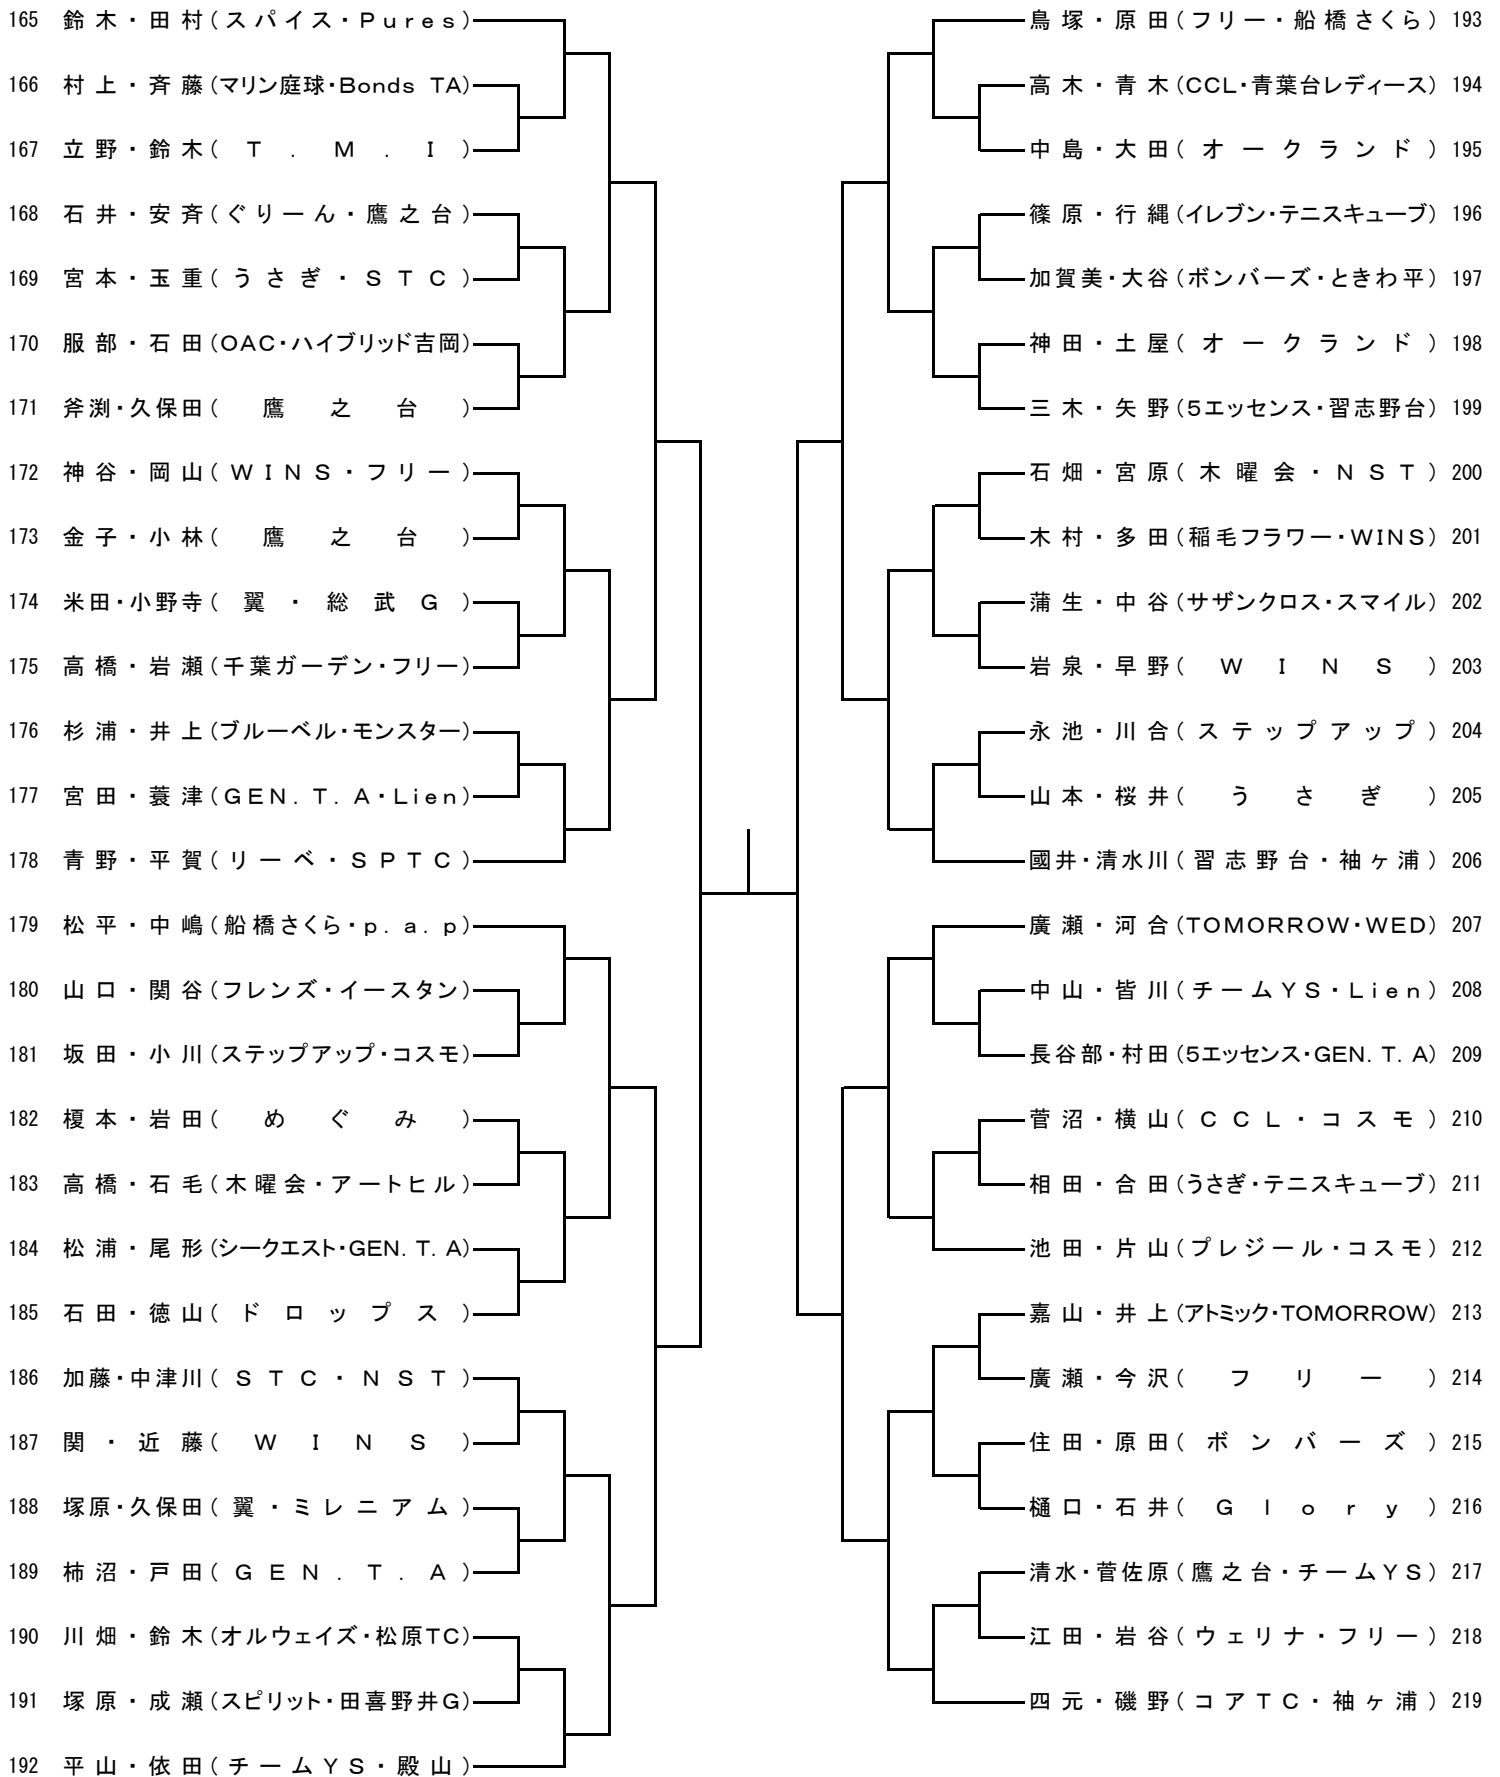 165 鈴木・田村(スパイス・Pures)
166 村上・斉藤(マリン庭球・Bonds TA)
167 立野・鈴木(T.M.I)
168 石井・安斉(ぐりーん・鷹之台)
169 宮本・玉重(うさぎ・STC)
170 服部・石田(OAC・ハイブリッド吉岡)
171 斧渕・久保田(鷹之台)
172 神谷・岡山(WINS・フリー)
173 金子・小林(鷹之台)
174 米田・小野寺(翼・総武G)
175 高橋・岩瀬(千葉ガーデン・フリー)
176 杉浦・井上(ブルーベル・モンスター)
177 宮田・蓑津(GEN.T.A・Lien)
178 青野・平賀(リーベ・SPTC)
179 松平・中嶋(船橋さくら・p.a.p)
180 山口・関谷(フレンズ・イースタン)
181 坂田・小川(ステップアップ・コスモ)
182 榎本・岩田(めぐみ)
183 高橋・石毛(木曜会・アートヒル)
184 松浦・尾形(シークエスト・GEN.T.A)
185 石田・徳山(ドロップス)
186 加藤・中津川(STC・NST)
187 関・近藤(WINS)
188 塚原・久保田(翼・ミレニアム)
189 柿沼・戸田(GEN.T.A)
190 川畑・鈴木(オルウェイズ・松原TC)
191 塚原・成瀬(スピリット・田喜野井G)
192 平山・依田(チームYS・殿山)
鳥塚・原田(フリー・船橋さくら) 193
高木・青木(CCL・青葉台レディース) 194
中島・大田(オークランド) 195
篠原・行縄(イレブン・テニスキューブ) 196
加賀美・大谷(ボンバーズ・ときわ平) 197
神田・土屋(オークランド) 198
三木・矢野(5エッセンス・習志野台) 199
石畑・宮原(木曜会・NST) 200
木村・多田(稲毛フラワー・WINS) 201
蒲生・中谷(サザンクロス・スマイル) 202
岩泉・早野(WINS) 203
永池・川合(ステップアップ) 204
山本・桜井(うさぎ) 205
國井・清水川(習志野台・袖ヶ浦) 206
廣瀬・河合(TOMORROW・WED) 207
中山・皆川(チームYS・Lien) 208
長谷部・村田(5エッセンス・GEN.T.A) 209
菅沼・横山(CCL・コスモ) 210
相田・合田(うさぎ・テニスキューブ) 211
池田・片山(プレジール・コスモ) 212
嘉山・井上(アトミック・TOMORROW) 213
廣瀬・今沢(フリー) 214
住田・原田(ボンバーズ) 215
樋口・石井(Glory) 216
清水・菅佐原(鷹之台・チームYS) 217
江田・岩谷(ウェリナ・フリー) 218
四元・磯野(コアTC・袖ヶ浦) 219